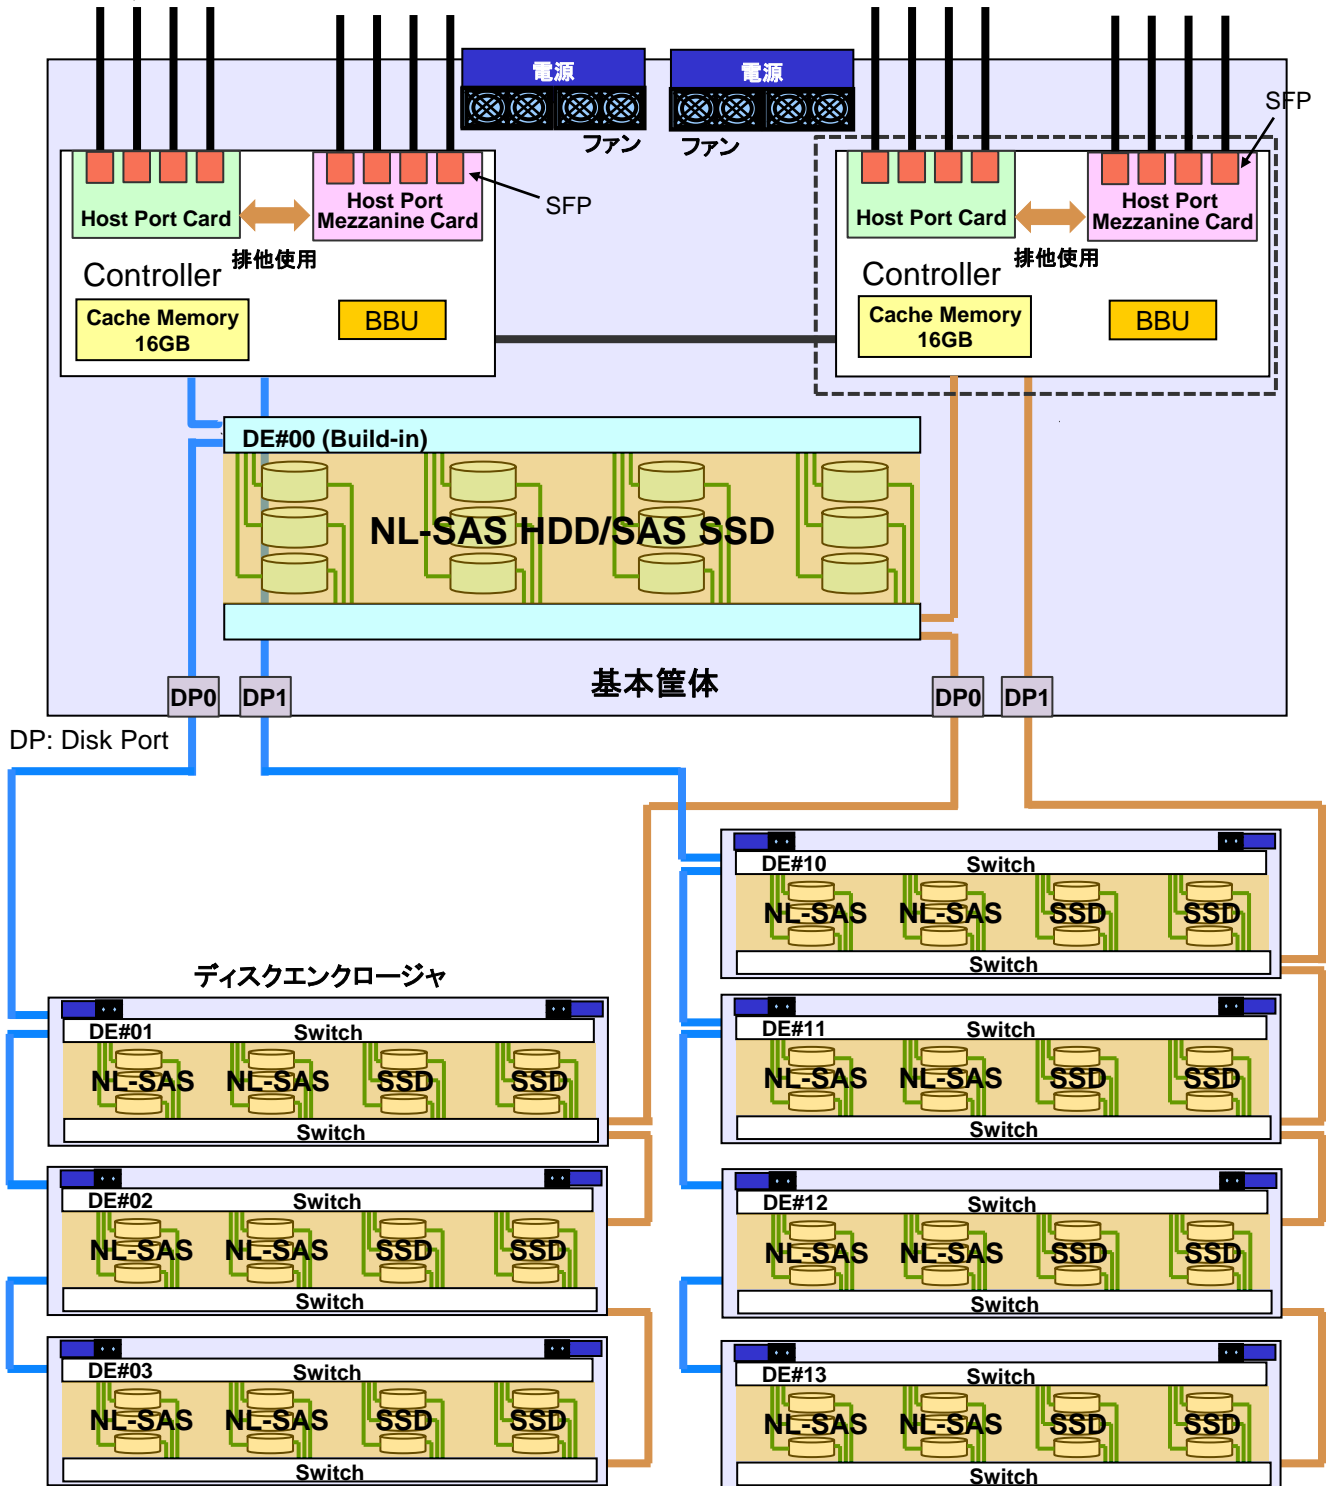 電源
電源
ファン
ファン
SFP
SFP
Host Port Card
Host Port
Mezzanine Card
排他使用
Controller
Cache Memory
16GB
BBU
Host Port Card
Host Port
Mezzanine Card
排他使用
Controller
Cache Memory
16GB
BBU
DE#00 (Build-in)
NL-SAS HDD/SAS SSD
基本筐体
DP0
DP1
DP0
DP1
DP: Disk Port
ディスクエンクロージャ
DE#01 Switch
NL-SAS NL-SAS SSD SSD
Switch
DE#02 Switch
NL-SAS NL-SAS SSD SSD
Switch
DE#03 Switch
NL-SAS NL-SAS SSD SSD
Switch
DE#10 Switch
NL-SAS NL-SAS SSD SSD
Switch
DE#11 Switch
NL-SAS NL-SAS SSD SSD
Switch
DE#12 Switch
NL-SAS NL-SAS SSD SSD
Switch
DE#13 Switch
NL-SAS NL-SAS SSD SSD
Switch